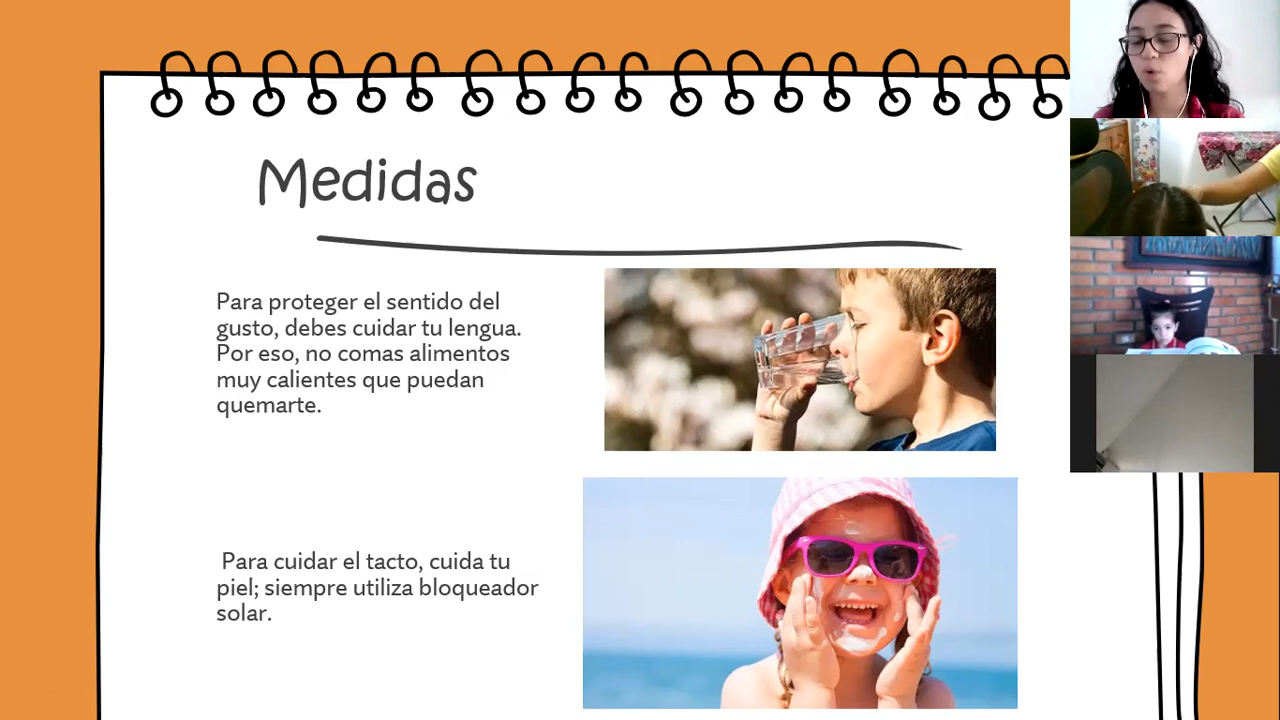 Medidas
Para proteger el sentido del
gusto, debes cuidar tu lengua.
Por eso, no comas alimentos
muy calientes que puedan
quemarte.
Para cuidar el tacto, cuida tu
piel; siempre utiliza bloqueador
solar.